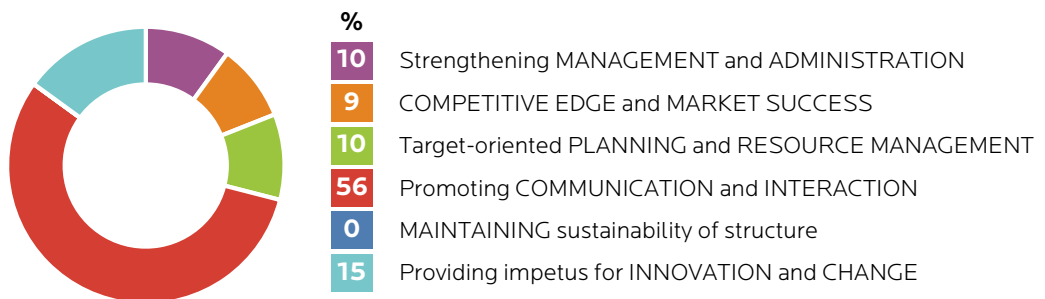 %
10 Strengthening MANAGEMENT and ADMINISTRATION
9 COMPETITIVE EDGE and MARKET SUCCESS
10 Target-oriented PLANNING and RESOURCE MANAGEMENT
56 Promoting COMMUNICATION and INTERACTION
0 MAINTAINING sustainability of structure
15 Providing impetus for INNOVATION and CHANGE